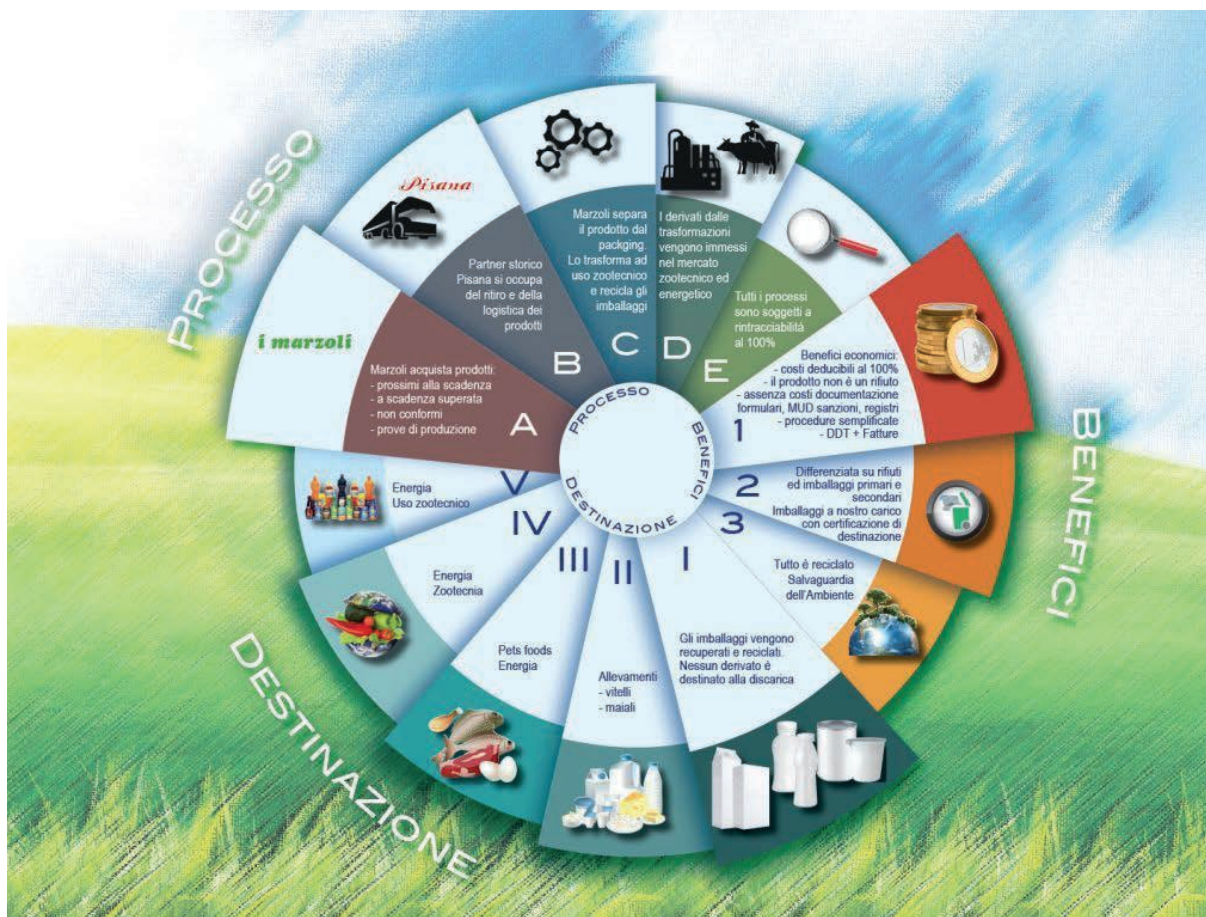 PROCESSO
i marzoli
Marzoli acquista prodotti:
- prossimi alla scadenza
- a scadenza superata
- non conformi
- prove di produzione
A
Pisana
Partner storico
Pisana si occupa
del ritiro e della
logistica dei
prodotti
B
Marzoli separa
il prodotto dal
packging.
Lo trasforma ad
uso zootecnico
e recicla gli
imballaggi
C
I derivati dalle
trasformazioni
vengono immessi
nel mercato
zootecnico ed
energetico
D
Tutti i processi
sono soggetti a
rintracciabilità
al 100%
E
BENEFICI
Benefici economici:
- costi deducibili al 100%
- il prodotto non è un rifiuto
- assenza costi documentazione
formulari, MUD sanzioni, registri
- procedure semplificate
- DDT + Fatture
1
Differenziata su rifiuti
ed imballaggi primari e
secondari
Imballaggi a nostro carico
con certificazione di
destinazione
2
Tutto è reciclato
Salvaguardia
dell'Ambiente
3
DESTINAZIONE
I
Gli imballaggi vengono
recuperati e reciclati.
Nessun derivato è
destinato alla discarica
II
Allevamenti
- vitelli
- maiali
III
Pets foods
Energia
IV
Energia
Zootecnia
V
Energia
Uso zootecnico
PROCESSO
BENEFICI
DESTINAZIONE